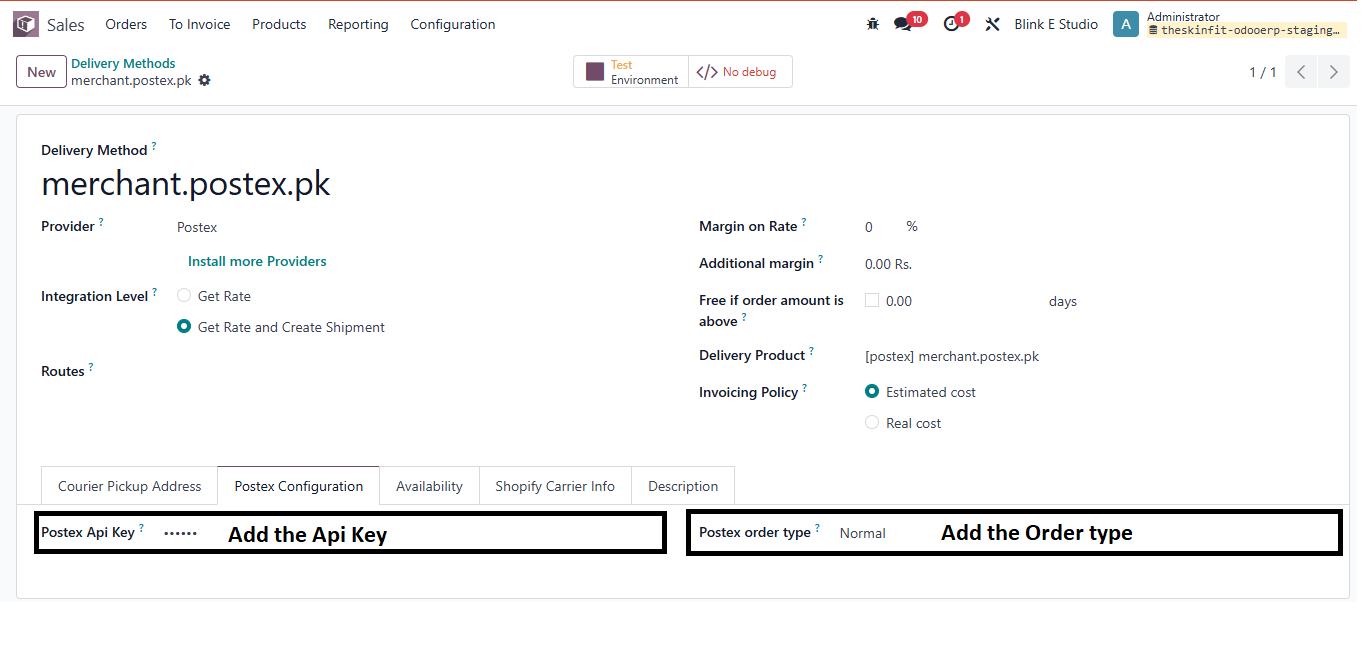 Sales Orders To Invoice Products Reporting Configuration 10 1 Blink E Studio A Administrator
theskinfit-odooerp-staging…
New Delivery Methods
merchant.postex.pk
Test
Environment
</> No debug
1 / 1
Delivery Method ?
merchant.postex.pk
Provider ? Postex
Install more Providers
Integration Level ? Get Rate
Get Rate and Create Shipment
Routes ?
Margin on Rate ? 0 %
Additional margin ? 0.00 Rs.
Free if order amount is
above ? 0.00 days
Delivery Product ? [postex] merchant.postex.pk
Invoicing Policy ? Estimated cost
Real cost
Courier Pickup Address Postex Configuration Availability Shopify Carrier Info Description
Postex Api Key ? •••••• Add the Api Key
Postex order type ? Normal Add the Order type